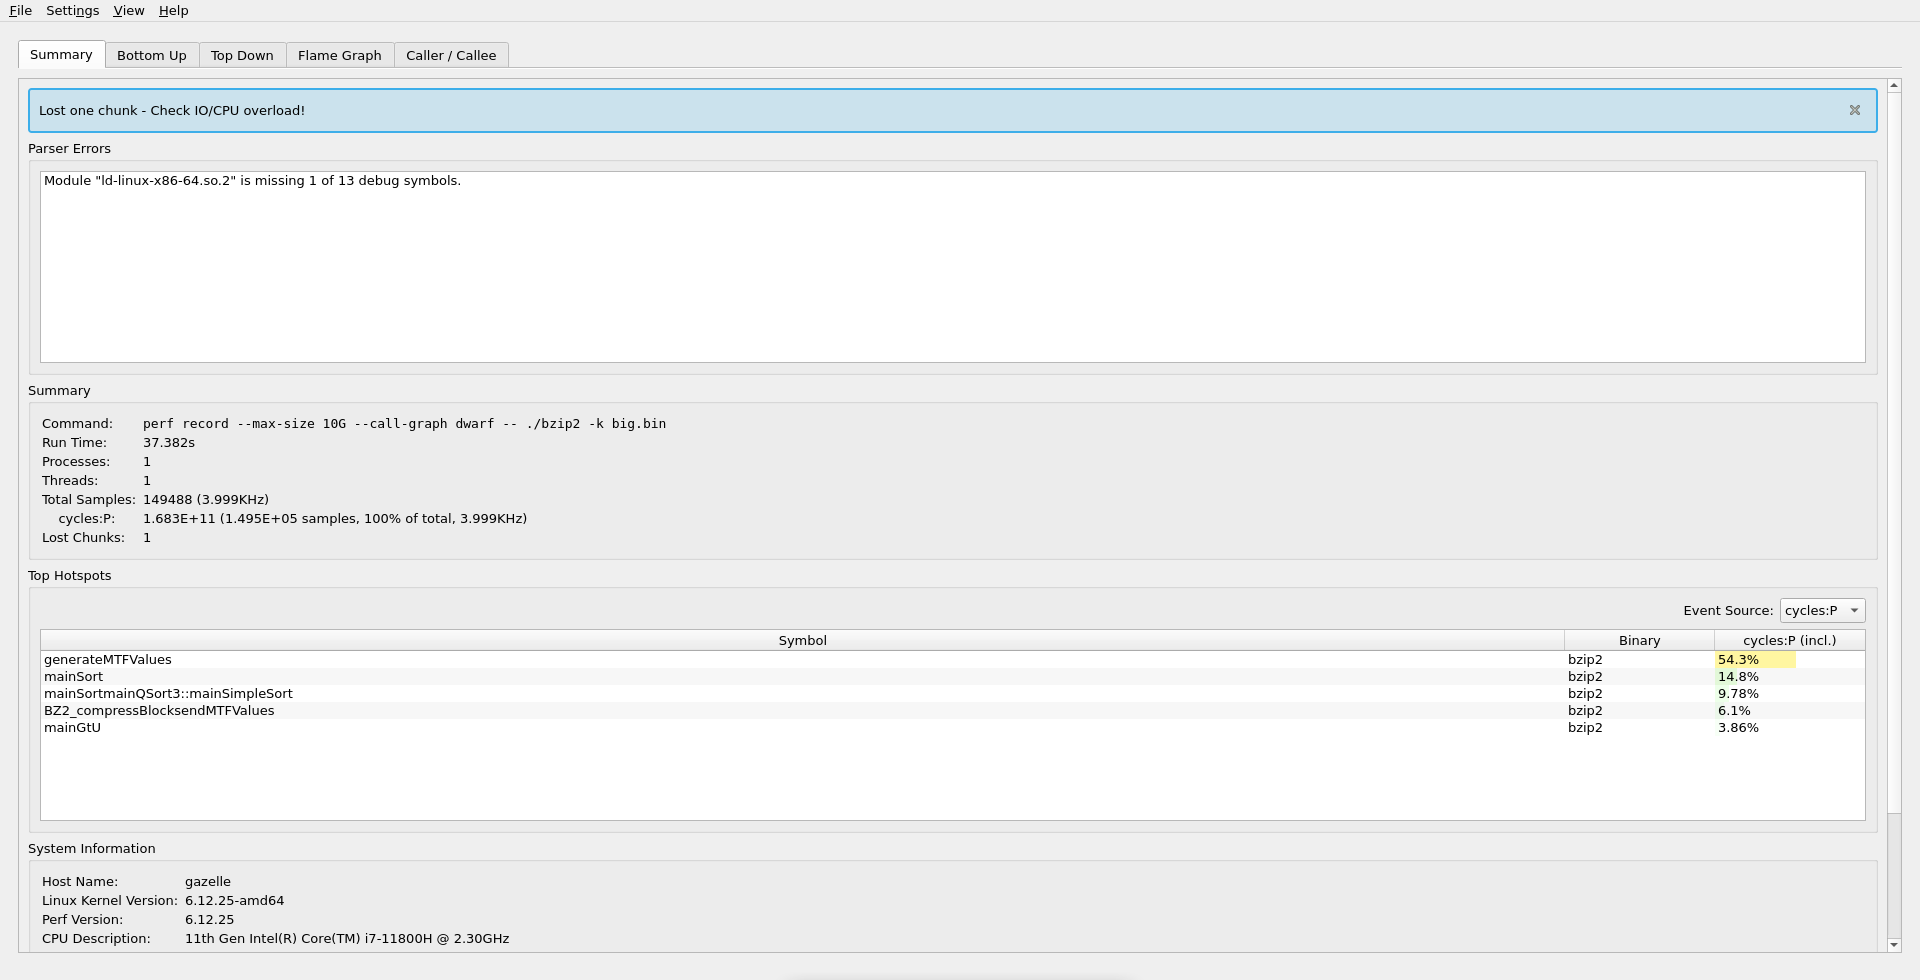 File Settings View Help
Summary Bottom Up Top Down Flame Graph Caller / Callee
Lost one chunk - Check IO/CPU overload!
Parser Errors
Module "ld-linux-x86-64.so.2" is missing 1 of 13 debug symbols.
Summary
Command: perf record --max-size 10G --call-graph dwarf -- ./bzip2 -k big.bin
Run Time: 37.382s
Processes: 1
Threads: 1
Total Samples: 149488 (3.999KHz)
cycles:P: 1.683E+11 (1.495E+05 samples, 100% of total, 3.999KHz)
Lost Chunks: 1
Top Hotspots
Event Source: cycles:P
Symbol Binary cycles:P (incl.)
generateMTFValues bzip2 54.3%
mainSort bzip2 14.8%
mainSortmainQSort3::mainSimpleSort bzip2 9.78%
BZ2_compressBlocksendMTFValues bzip2 6.1%
mainGtU bzip2 3.86%
System Information
Host Name: gazelle
Linux Kernel Version: 6.12.25-amd64
Perf Version: 6.12.25
CPU Description: 11th Gen Intel(R) Core(TM) i7-11800H @ 2.30GHz